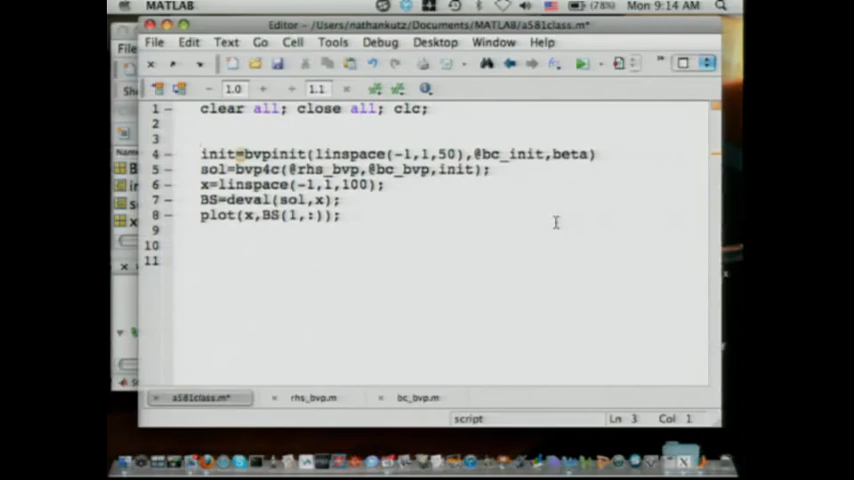 MATLAB
(78%) Mon 9:14 AM
Editor - /Users/nathankutz/Documents/MATLAB/a581class.m*
File Edit Text Go Cell Tools Debug Desktop Window Help
1.0
1.1
1 clear all; close all; clc;
2
3
4 init=bvpinit(linspace(-1,1,50),@bc_init,beta)
5 sol=bvp4c(@rhs_bvp,@bc_bvp,init);
6 x=linspace(-1,1,100);
7 BS=deval(sol,x);
8 plot(x,BS(1,:));
9
10
11
a581class.m* rhs_bvp.m bc_bvp.m
script Ln 3 Col 1